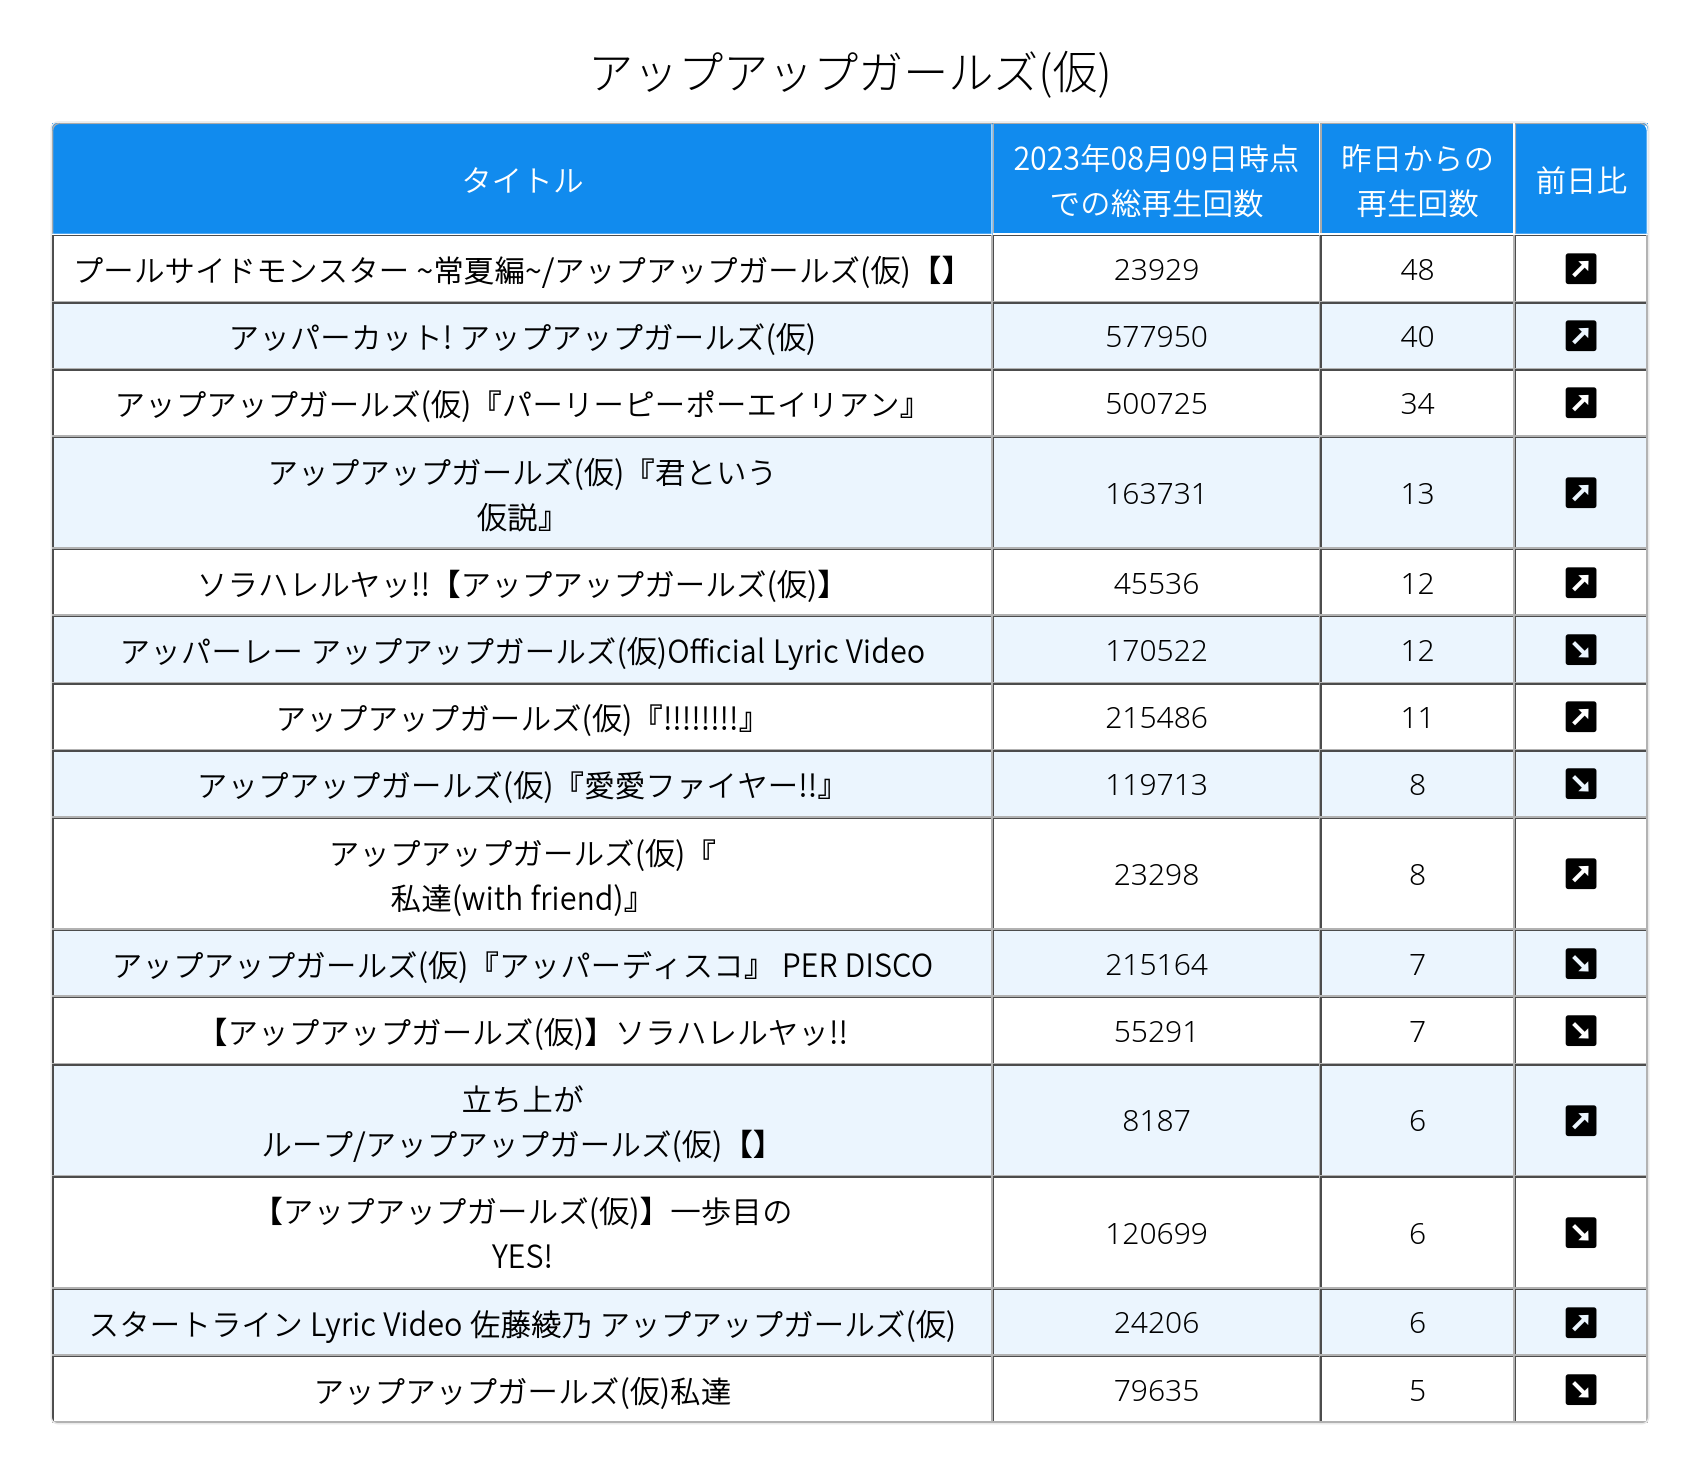 アップアップガールズ(仮)
タイトル
2023年08月09日時点
での総再生回数
昨日からの
再生回数
前日比
プールサイドモンスター ~常夏編~/アップアップガールズ(仮)【】 23929 48
アッパーカット! アップアップガールズ(仮) 577950 40
アップアップガールズ(仮)『パーリーピーポーエイリアン』 500725 34
アップアップガールズ(仮)『君という
仮説』 163731 13
ソラハレルヤッ!!【アップアップガールズ(仮)】 45536 12
アッパーレー アップアップガールズ(仮)Official Lyric Video 170522 12
アップアップガールズ(仮)『!!!!!!!!』 215486 11
アップアップガールズ(仮)『愛愛ファイヤー!!』 119713 8
アップアップガールズ(仮)『
私達(with friend)』 23298 8
アップアップガールズ(仮)『アッパーディスコ』 PER DISCO 215164 7
【アップアップガールズ(仮)】ソラハレルヤッ!! 55291 7
立ち上が
ループ/アップアップガールズ(仮)【】 8187 6
【アップアップガールズ(仮)】一歩目の
YES! 120699 6
スタートライン Lyric Video 佐藤綾乃 アップアップガールズ(仮) 24206 6
アップアップガールズ(仮)私達 79635 5